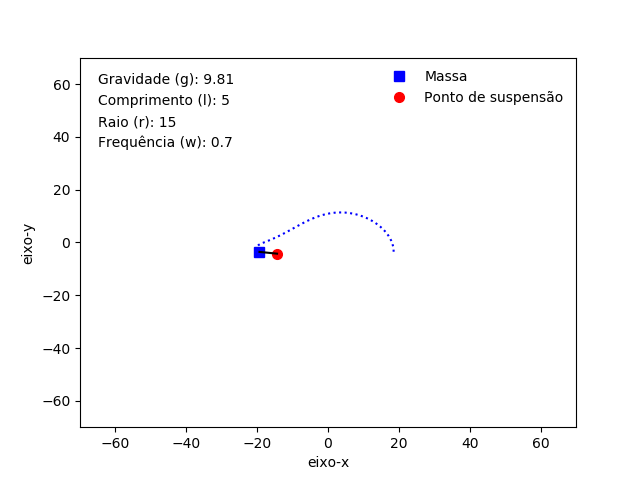 Gravidade (g): 9.81
Comprimento (l): 5
Raio (r): 15
Frequência (w): 0.7
Massa
Ponto de suspensão
eixo-y
60
40
20
0
−20
−40
−60
−60 −40 −20 0 20 40 60
eixo-x